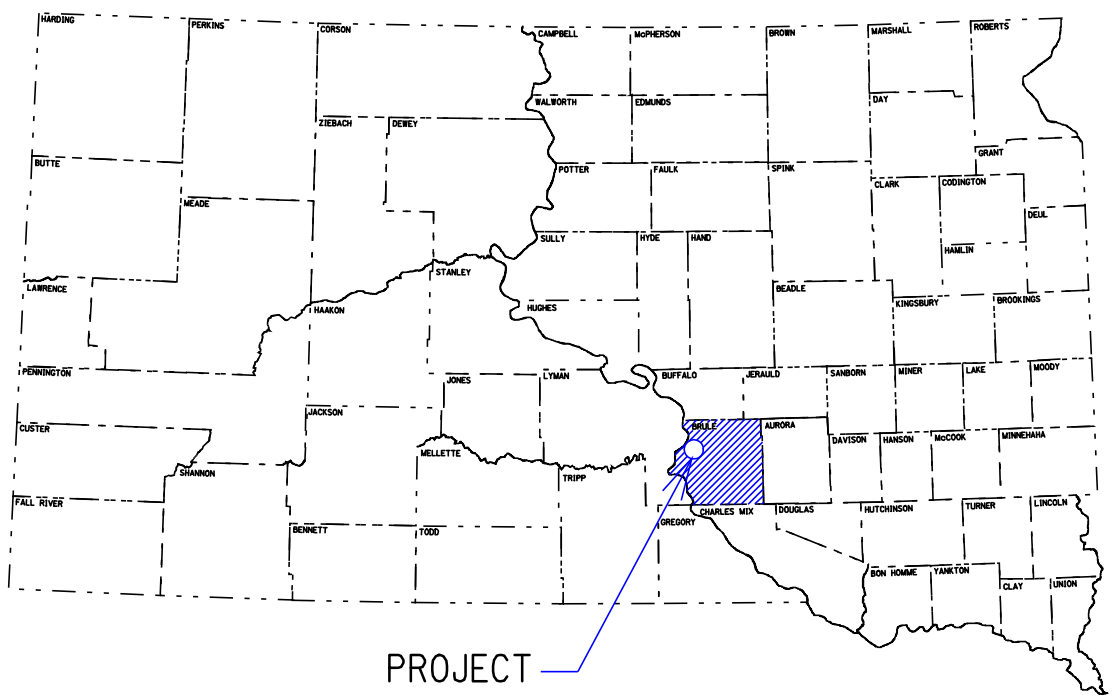 HARDING
PERKINS
CORSON
CAMPBELL
McPHERSON
BROWN
MARSHALL
ROBERTS
WALWORTH
EDMUNDS
DAY
ZIEBACH
DEWEY
GRANT
BUTTE
POTTER
FAULK
SPINK
CLARK
CODINGTON
MEADE
DEUL
SULLY
HYDE
HAND
HAMLIN
STANLEY
LAWRENCE
BEADLE
HAAKON
HUGHES
KINGSBURY
BROOKINGS
PENNINGTON
JONES
LYMAN
BUFFALO
JERAULD
SANBORN
MINER
LAKE
MOODY
JACKSON
CUSTER
BRULE
AURORA
DAVISON
HANSON
McCOOK
MINNEHAHA
MELLETTE
SHANNON
TRIPP
FALL RIVER
GREGORY
CHARLES MIX
DOUGLAS
HUTCHINSON
TURNER
LINCOLN
BENNETT
TODD
BON HOMME
YANKTON
CLAY
UNION
PROJECT